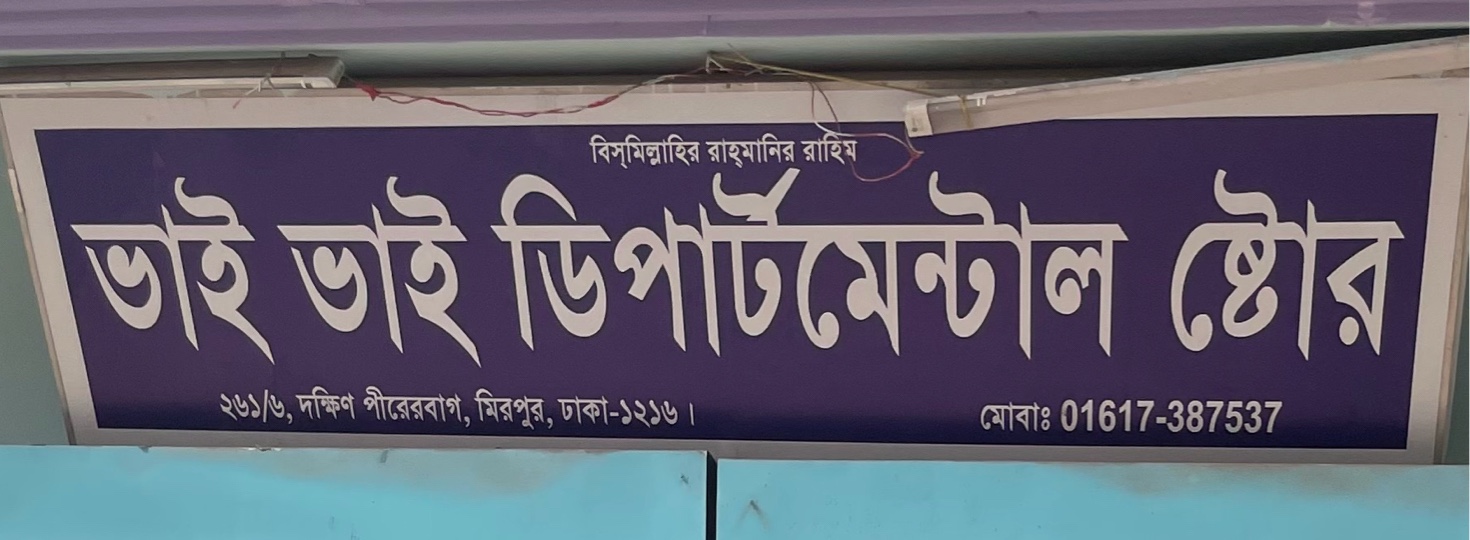 বিস্‌মিল্লাহির রাহ্‌মানির রাহিম
ভাই ভাই ডিপার্টমেন্টাল ষ্টোর
২৬১/৬, দক্ষিণ পীরেরবাগ, মিরপুর, ঢাকা-১২১৬। মোবাঃ 01617-387537